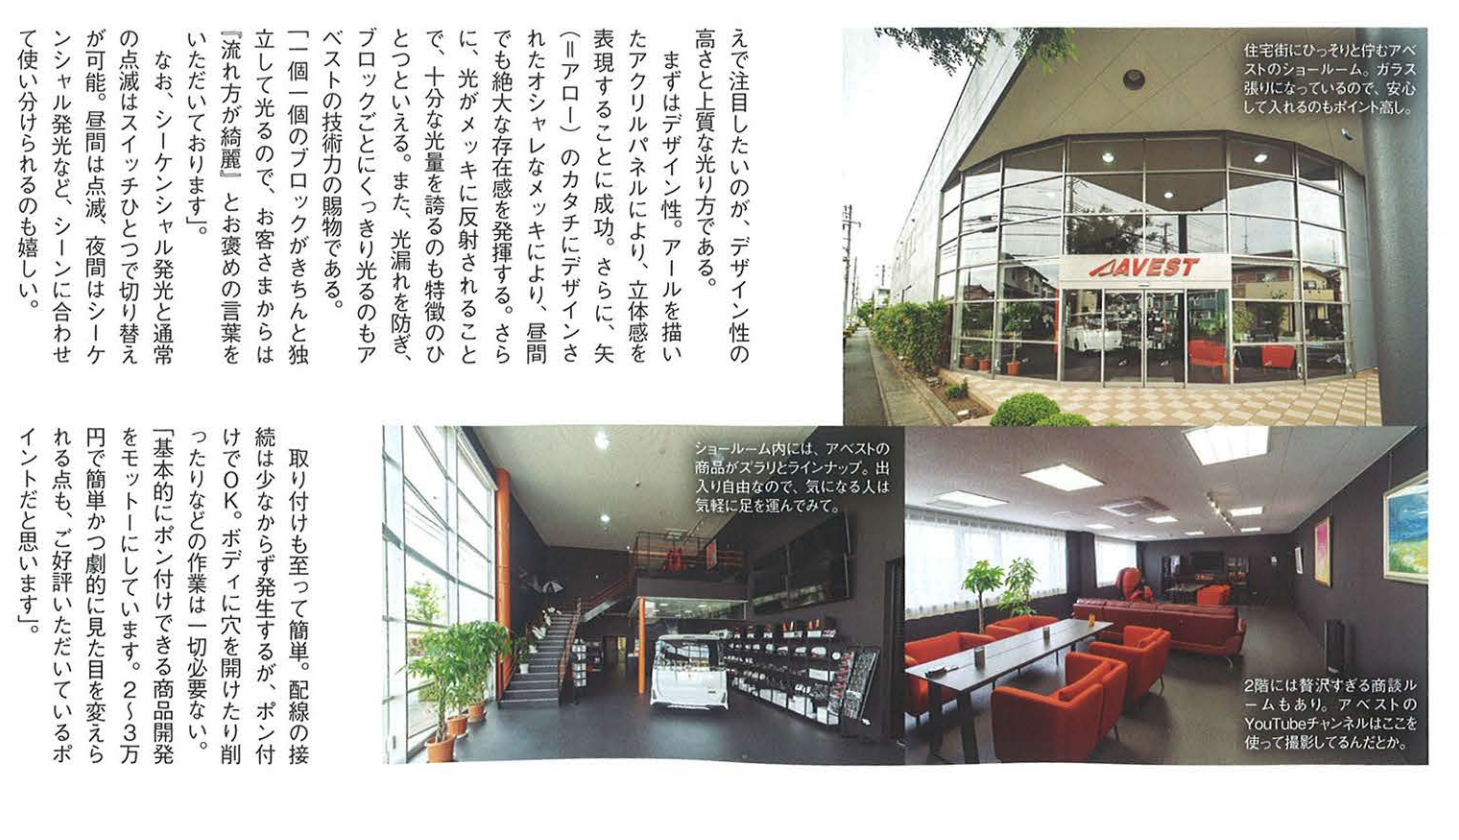 えで注目したいのが、デザイン性の
高さと上質な光り方である。
まずはデザイン性。アールを描い
たアクリルパネルにより、立体感を
表現することに成功。さらに、矢
(=アロー)のカタチにデザインさ
れたオシャレなメッキにより、昼間
でも絶大な存在感を発揮する。さら
に、光がメッキに反射されること
で、十分な光量を誇るのも特徴のひ
とつといえる。また、光漏れを防ぎ、
ブロックごとにくっきり光るのもア
ベストの技術力の賜物である。
「一個一個のブロックがきちんと独
立して光るので、お客さまからは
『流れ方が綺麗』とお褒めの言葉を
いただいております」。
なお、シーケンシャル発光と通常
の点滅はスイッチひとつで切り替え
が可能。昼間は点滅、夜間はシーケ
ンシャル発光など、シーンに合わせ
て使い分けられるのも嬉しい。
取り付けも至って簡単。配線の接
続は少なからず発生するが、ポン付
けでOK。ボディに穴を開けたり削
ったりなどの作業は一切必要ない。
「基本的にポン付けできる商品開発
をモットーにしています。2〜3万
円で簡単かつ劇的に見た目を変えら
れる点も、ご好評いただいているポ
イントだと思います」。
住宅街にひっそりと佇むアベ
ストのショールーム。ガラス
張りになっているので、安心
して入れるのもポイント高し。
AVEST
ショールーム内には、アベストの
商品がズラリとラインナップ。出
入り自由なので、気になる人は
気軽に足を運んでみて。
2階には贅沢すぎる商談ル
ームもあり。アベストの
YouTubeチャンネルはここを
使って撮影してるんだとか。